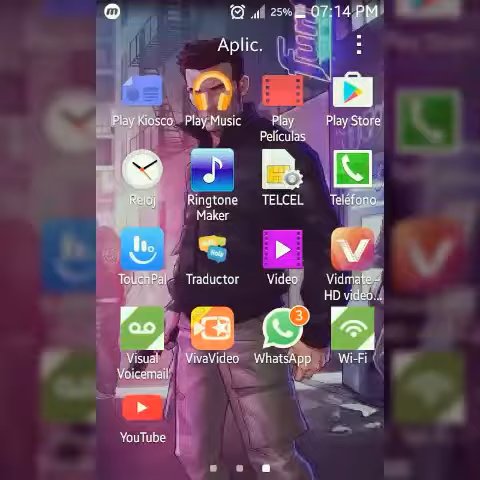 m 25% 07:14 PM
Aplic.
Play Kiosco Play Music Play Películas Play Store
Reloj Ringtone Maker TELCEL Teléfono
TouchPal Traductor Video Vidmate - HD video...
Visual Voicemail VivaVideo WhatsApp 3 Wi-Fi
YouTube